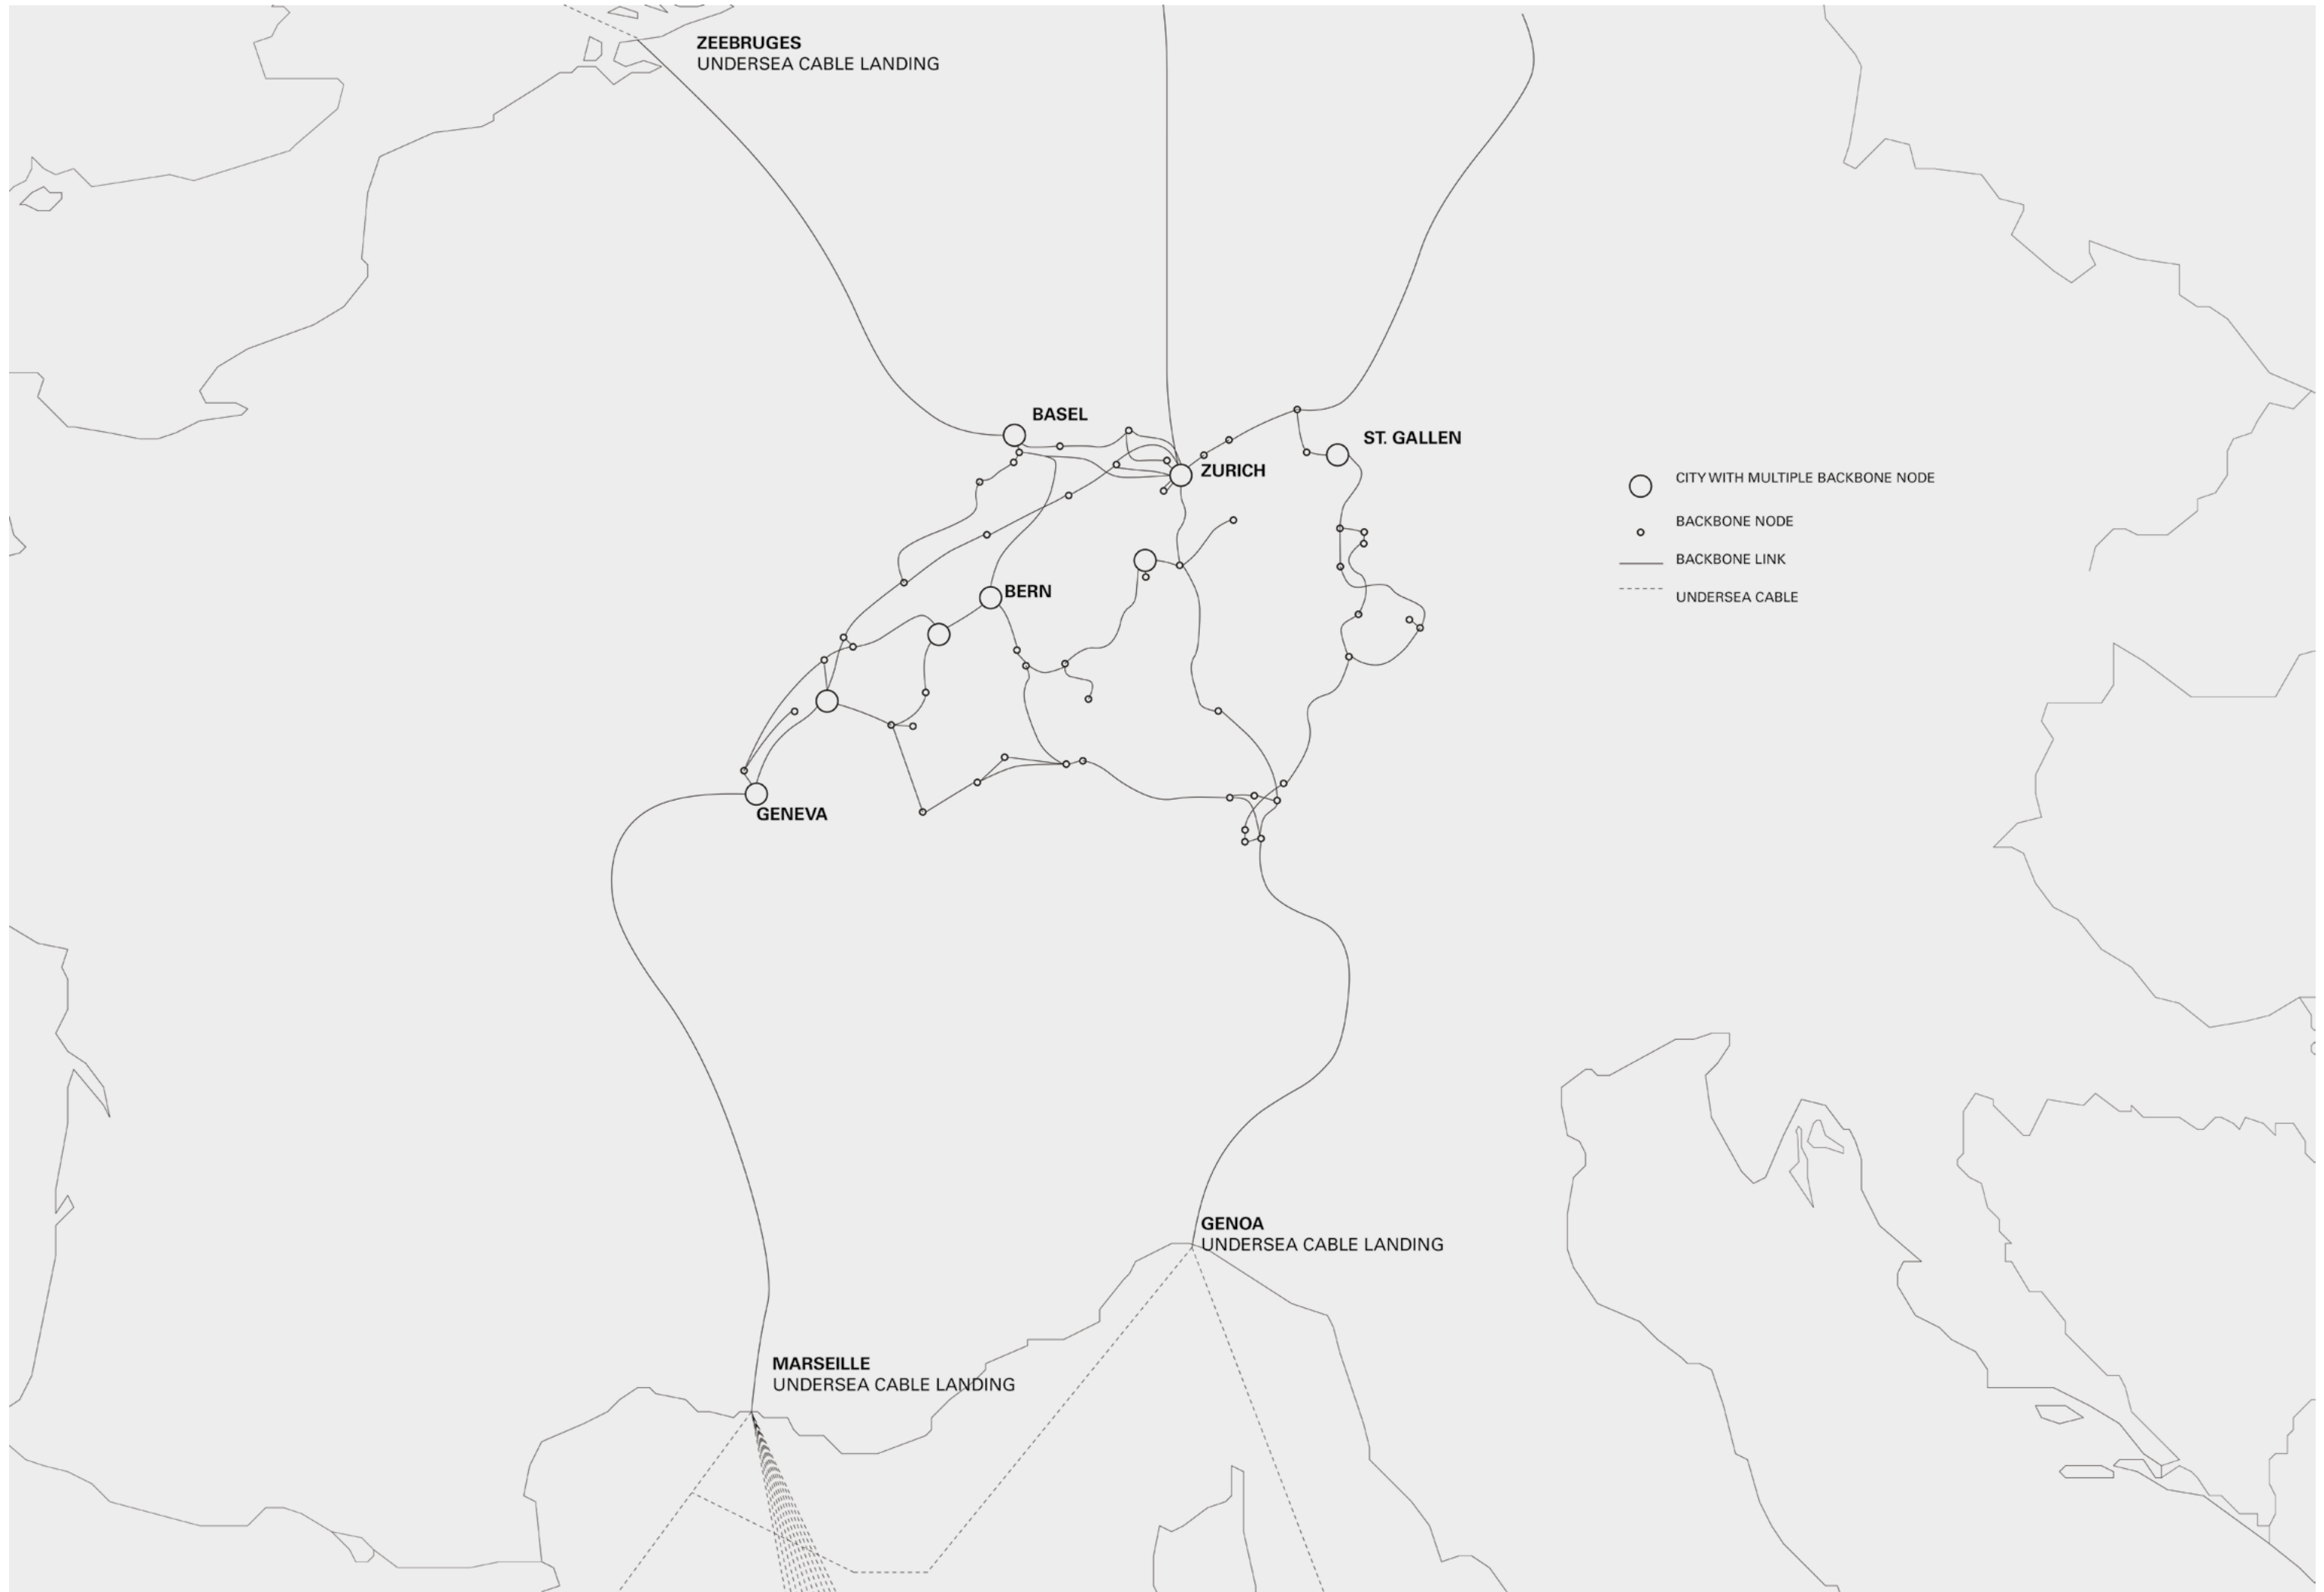 ZEEBRUGES
UNDERSEA CABLE LANDING
BASEL
ST. GALLEN
ZURICH
CITY WITH MULTIPLE BACKBONE NODE
BACKBONE NODE
BACKBONE LINK
UNDERSEA CABLE
BERN
GENEVA
GENOA
UNDERSEA CABLE LANDING
MARSEILLE
UNDERSEA CABLE LANDING